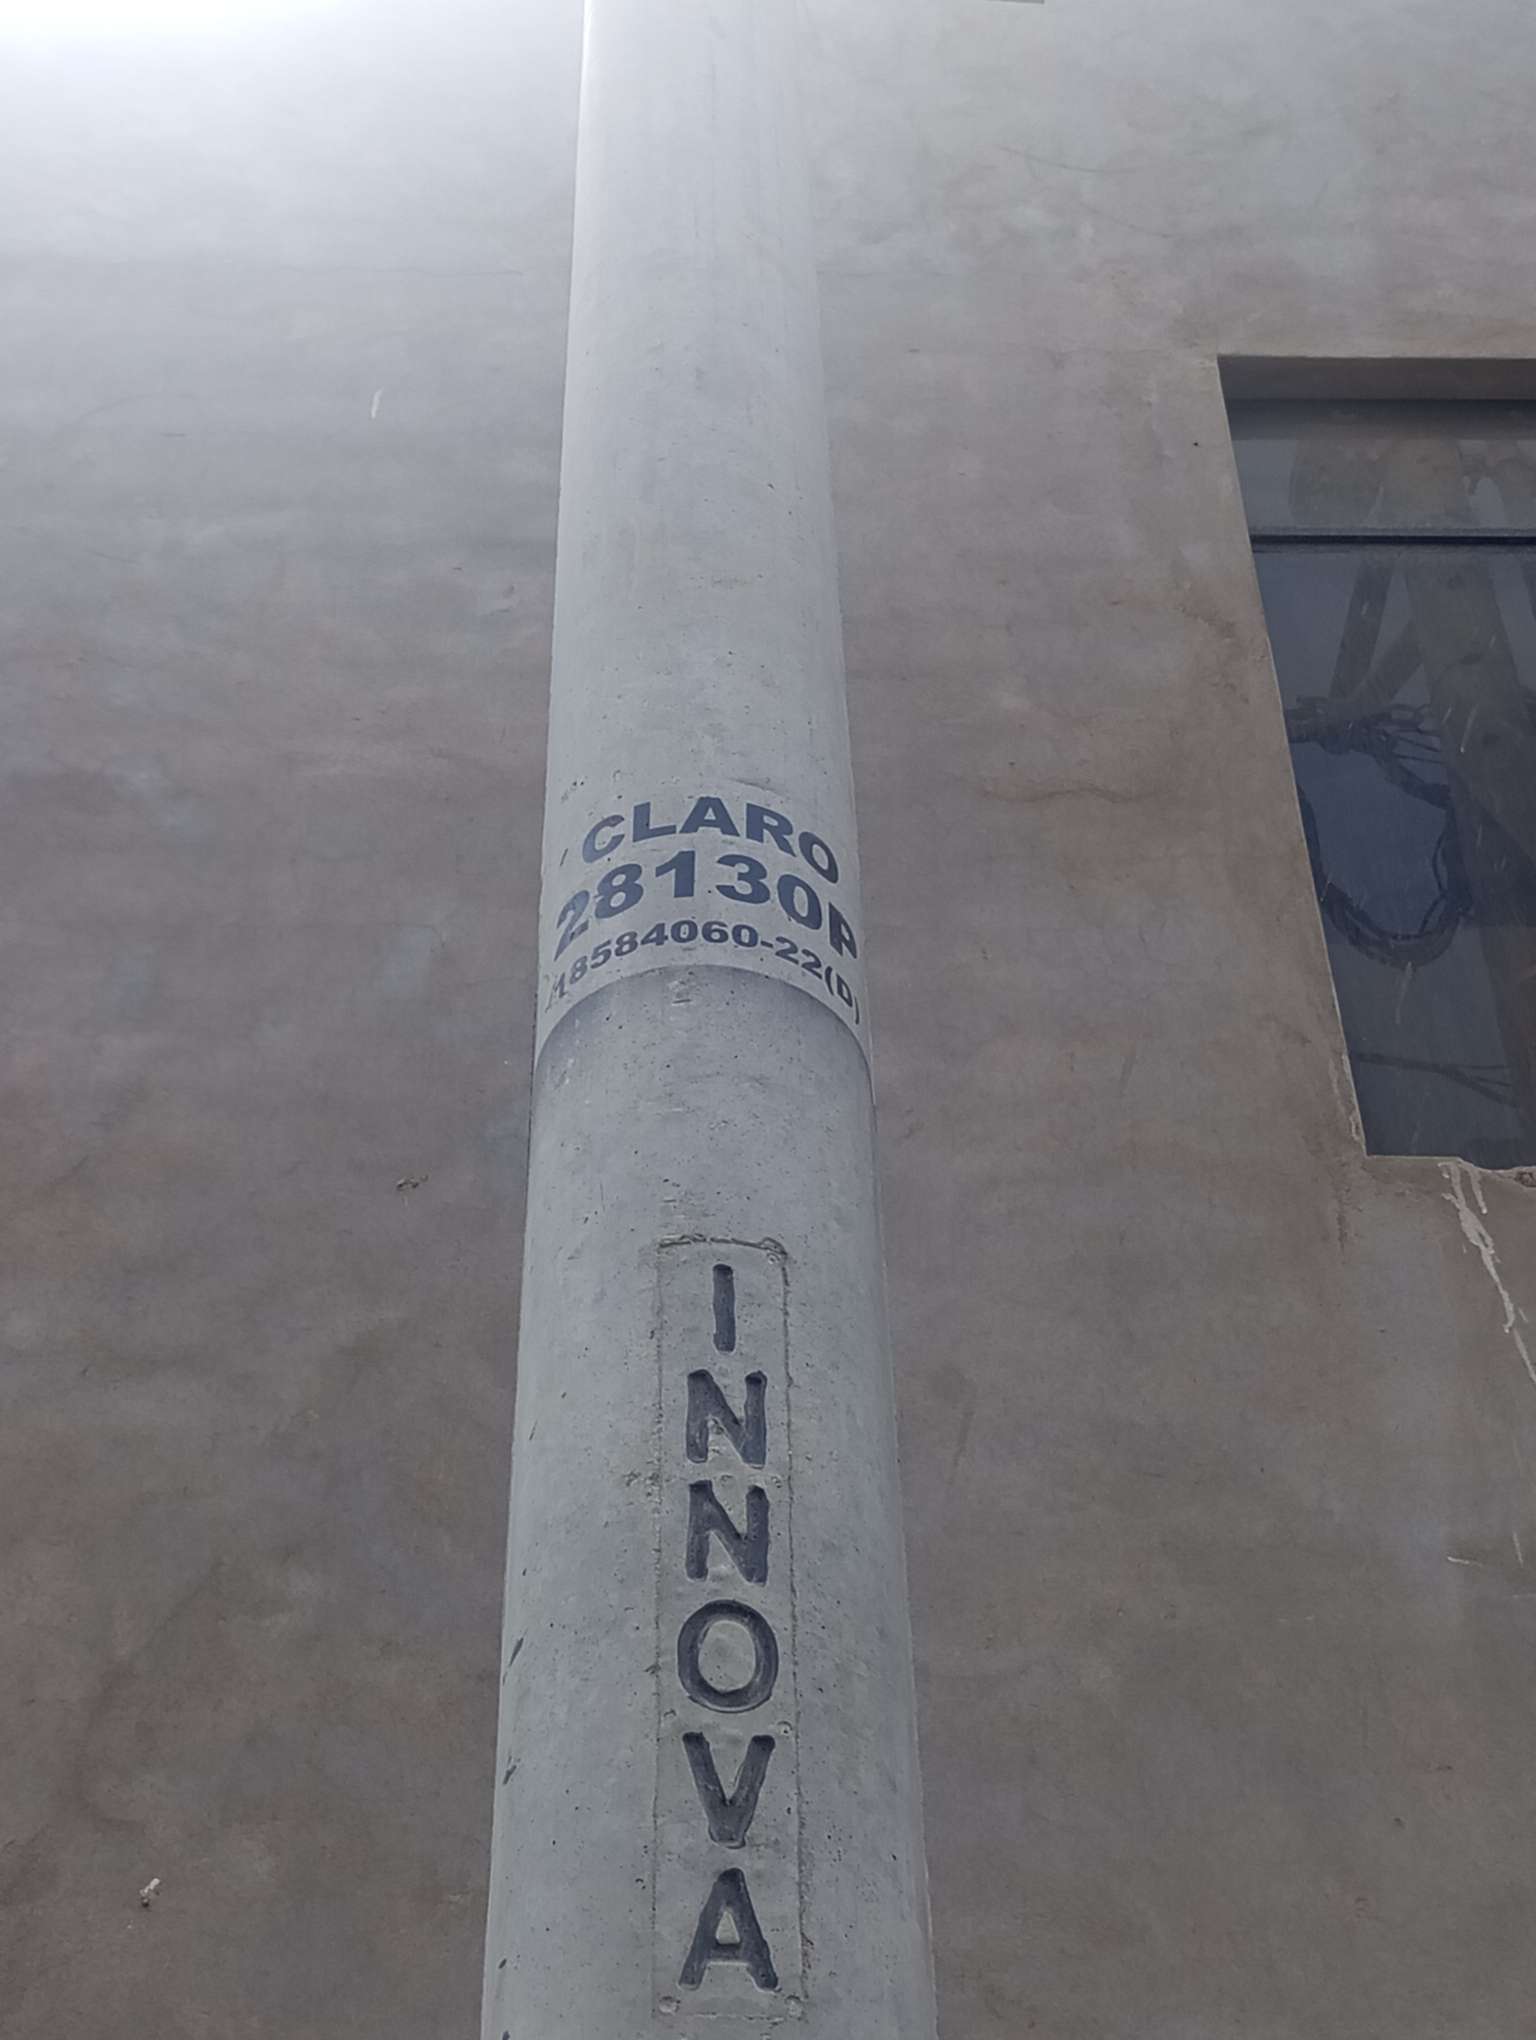 CLARO
28130P
18584060-22(D)
INNOVA